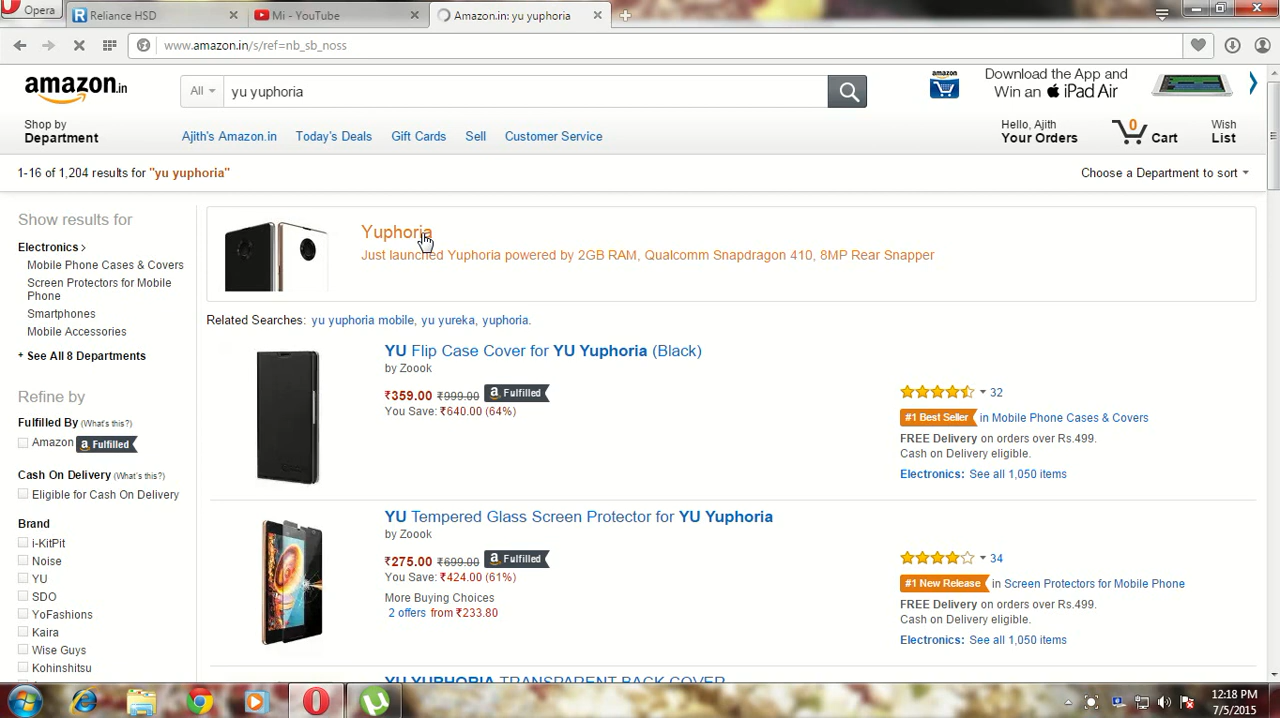 Opera
Reliance HSD
Mi - YouTube
Amazon.in: yu yuphoria
www.amazon.in/s/ref=nb_sb_noss
amazon.in
All
yu yuphoria
amazon
Download the App and
Win an iPad Air
Shop by
Department
Ajith's Amazon.in Today's Deals Gift Cards Sell Customer Service
Hello, Ajith
Your Orders
0
Cart
Wish
List
1-16 of 1,204 results for "yu yuphoria"
Choose a Department to sort
Show results for
Electronics >
Mobile Phone Cases & Covers
Screen Protectors for Mobile
Phone
Smartphones
Mobile Accessories
+ See All 8 Departments
Refine by
Fulfilled By (What's this?)
Amazon a Fulfilled
Cash On Delivery (What's this?)
Eligible for Cash On Delivery
Brand
i-KitPit
Noise
YU
SDO
YoFashions
Kaira
Wise Guys
Kohinshitsu
Yuphoria
Just launched Yuphoria powered by 2GB RAM, Qualcomm Snapdragon 410, 8MP Rear Snapper
Related Searches: yu yuphoria mobile, yu yureka, yuphoria.
YU Flip Case Cover for YU Yuphoria (Black)
by Zoook
₹359.00 ₹999.00 a Fulfilled
You Save: ₹640.00 (64%)
32
#1 Best Seller in Mobile Phone Cases & Covers
FREE Delivery on orders over Rs.499.
Cash on Delivery eligible.
Electronics: See all 1,050 items
YU Tempered Glass Screen Protector for YU Yuphoria
by Zoook
₹275.00 ₹699.00 a Fulfilled
You Save: ₹424.00 (61%)
More Buying Choices
2 offers from ₹233.80
34
#1 New Release in Screen Protectors for Mobile Phone
FREE Delivery on orders over Rs.499.
Cash on Delivery eligible.
Electronics: See all 1,050 items
YU YUPHORIA TRANSPARENT BACK COVER
12:18 PM
7/5/2015